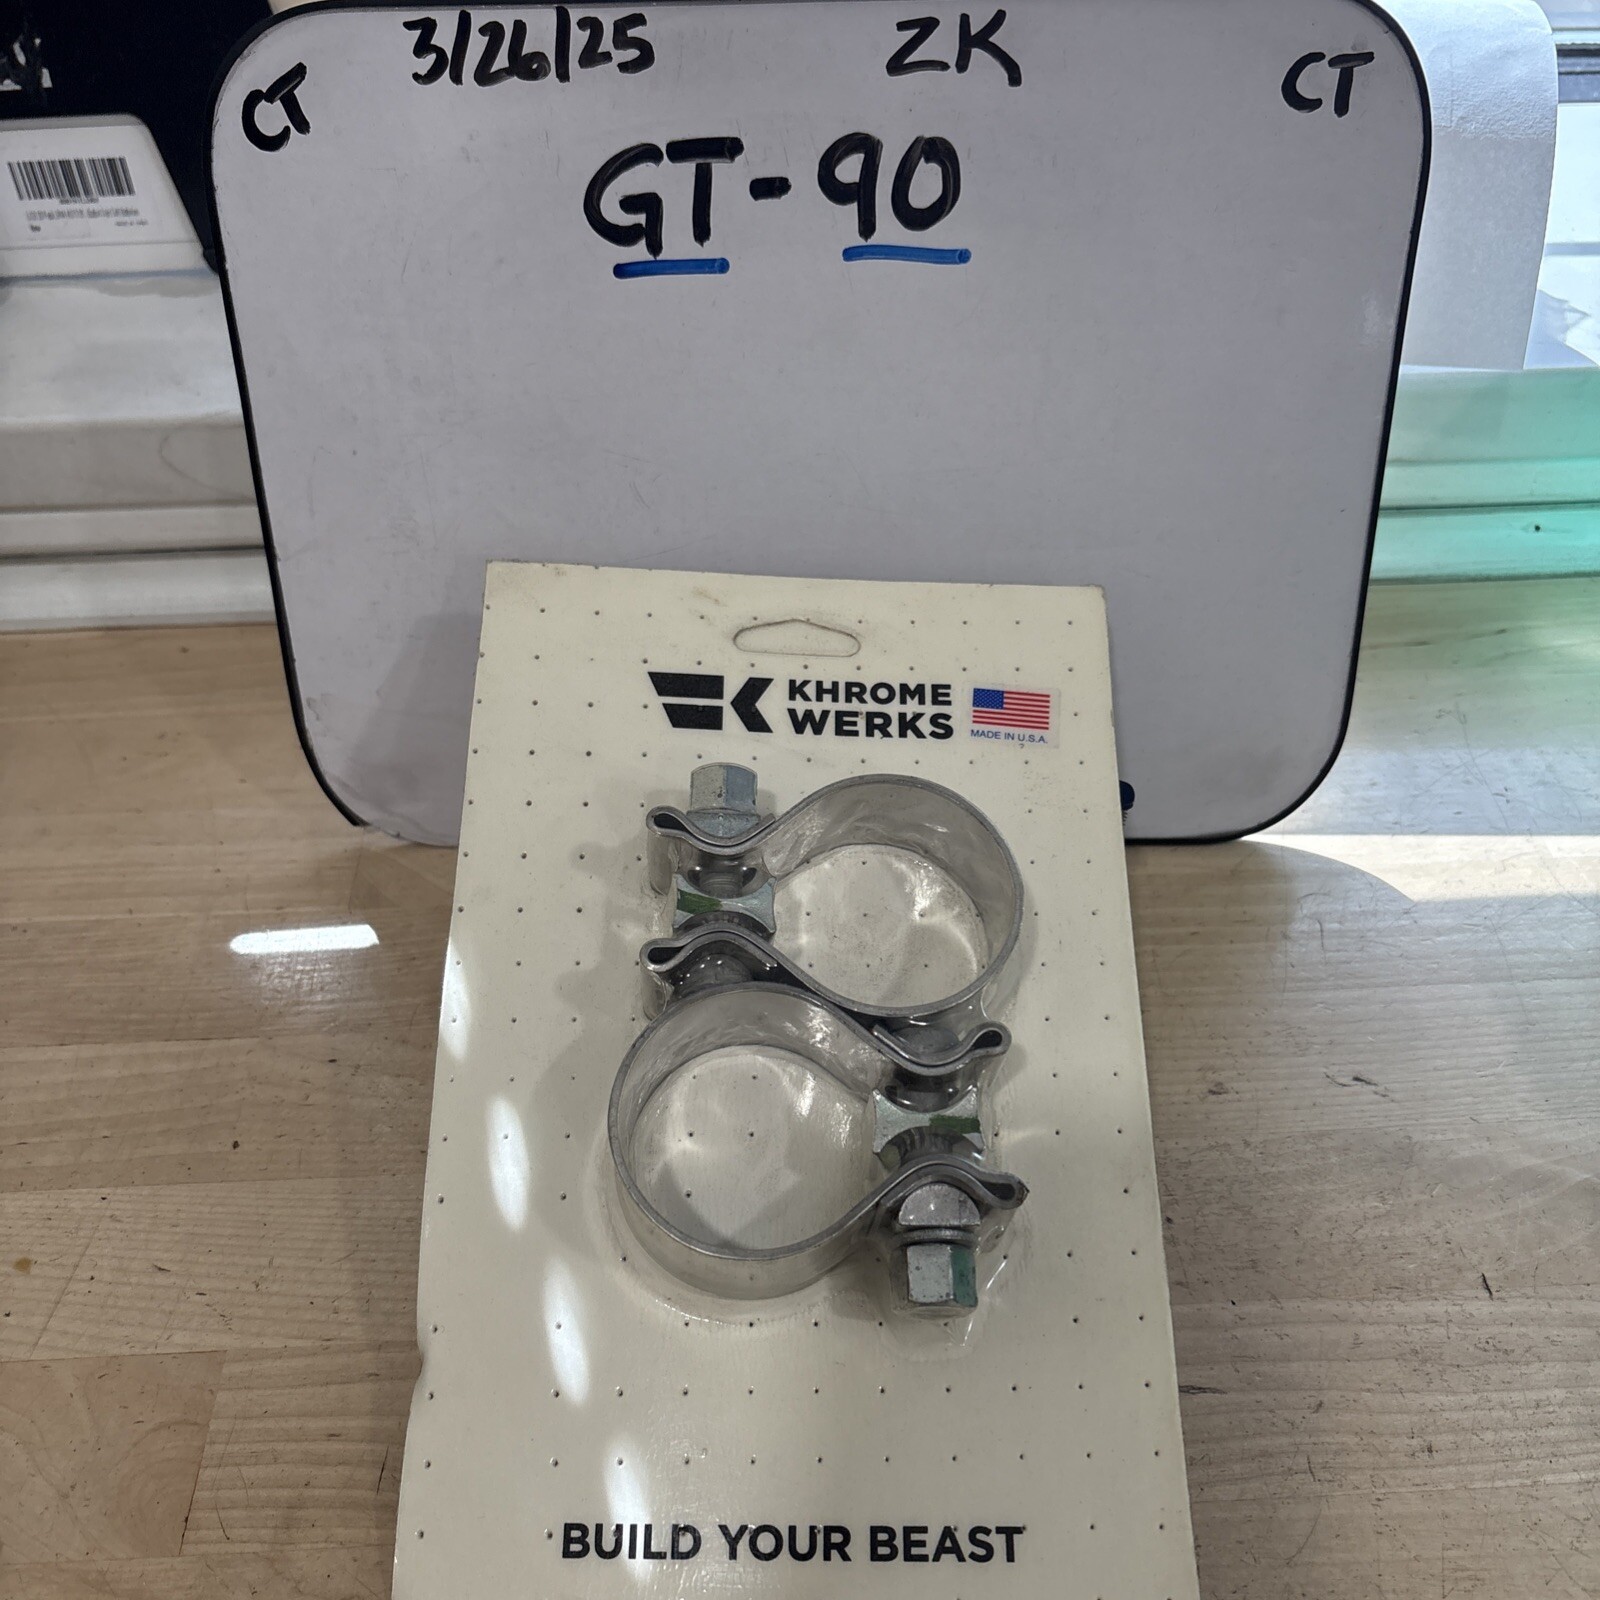 3/26/25 ZK
CT CT
GT-90
KHROME
WERKS
MADE IN U.S.A.
BUILD YOUR BEAST